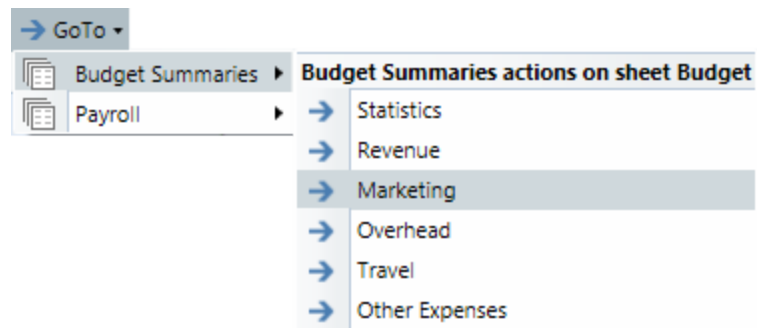 GoTo
Budget Summaries
Payroll
Budget Summaries actions on sheet Budget
Statistics
Revenue
Marketing
Overhead
Travel
Other Expenses